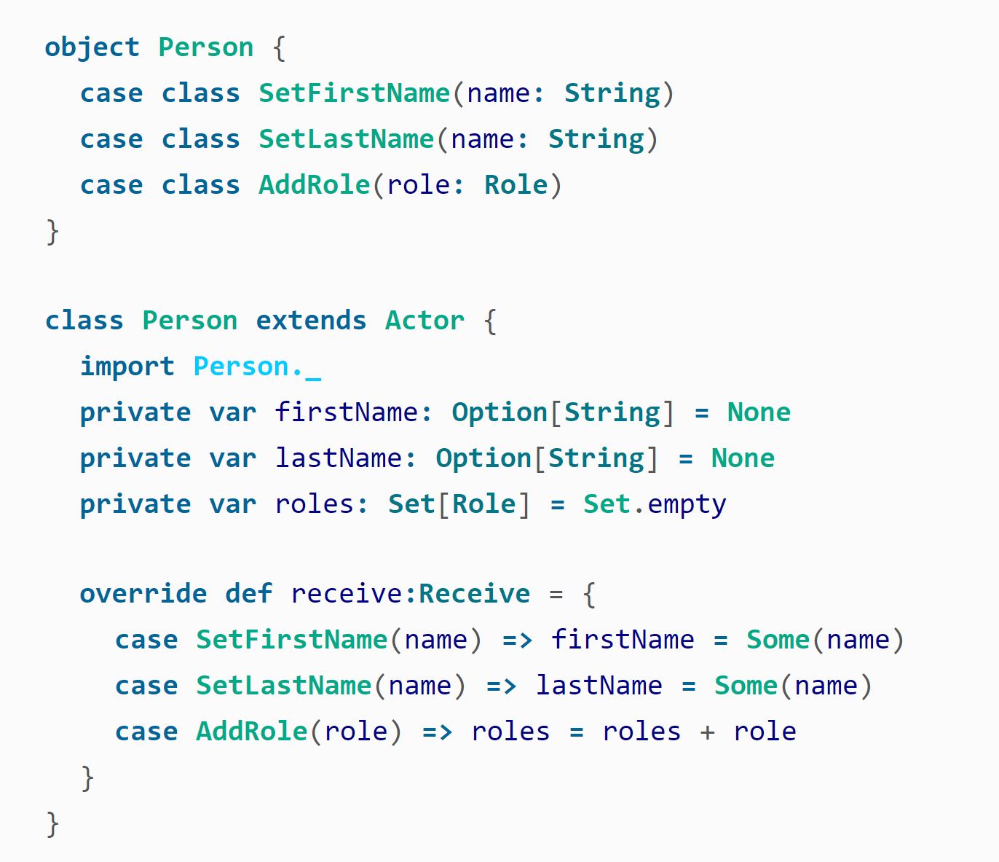 object Person {
case class SetFirstName(name: String)
case class SetLastName(name: String)
case class AddRole(role: Role)
}
class Person extends Actor {
import Person._
private var firstName: Option[String] = None
private var lastName: Option[String] = None
private var roles: Set[Role] = Set.empty
override def receive:Receive = {
case SetFirstName(name) => firstName = Some(name)
case SetLastName(name) => lastName = Some(name)
case AddRole(role) => roles = roles + role
}
}